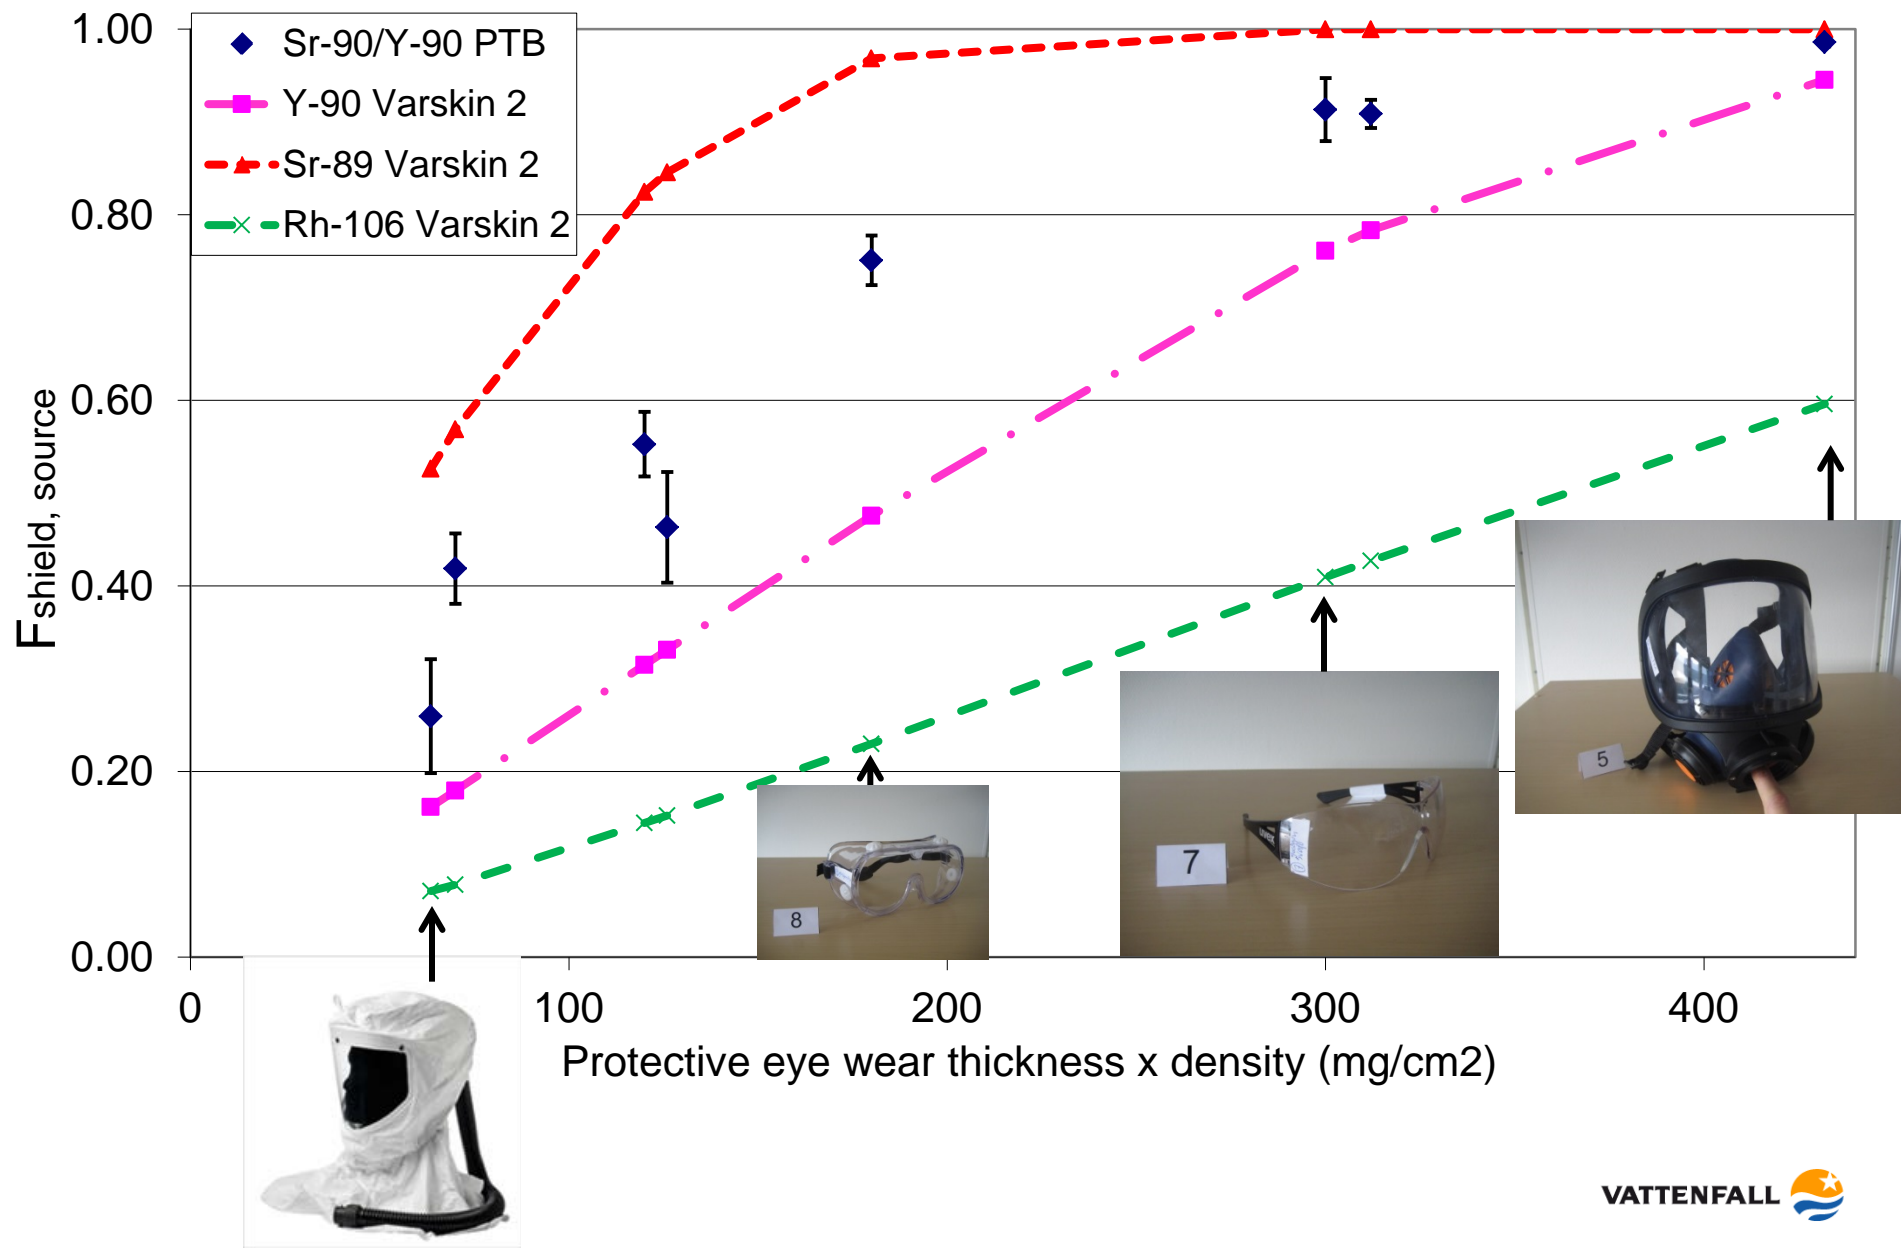 1.00
0.80
0.60
0.40
0.20
0.00
Fshield, source
Sr-90/Y-90 PTB
Y-90 Varskin 2
Sr-89 Varskin 2
Rh-106 Varskin 2
5
7
uvex
8
0
100
200
300
400
Protective eye wear thickness x density (mg/cm2)
VATTENFALL